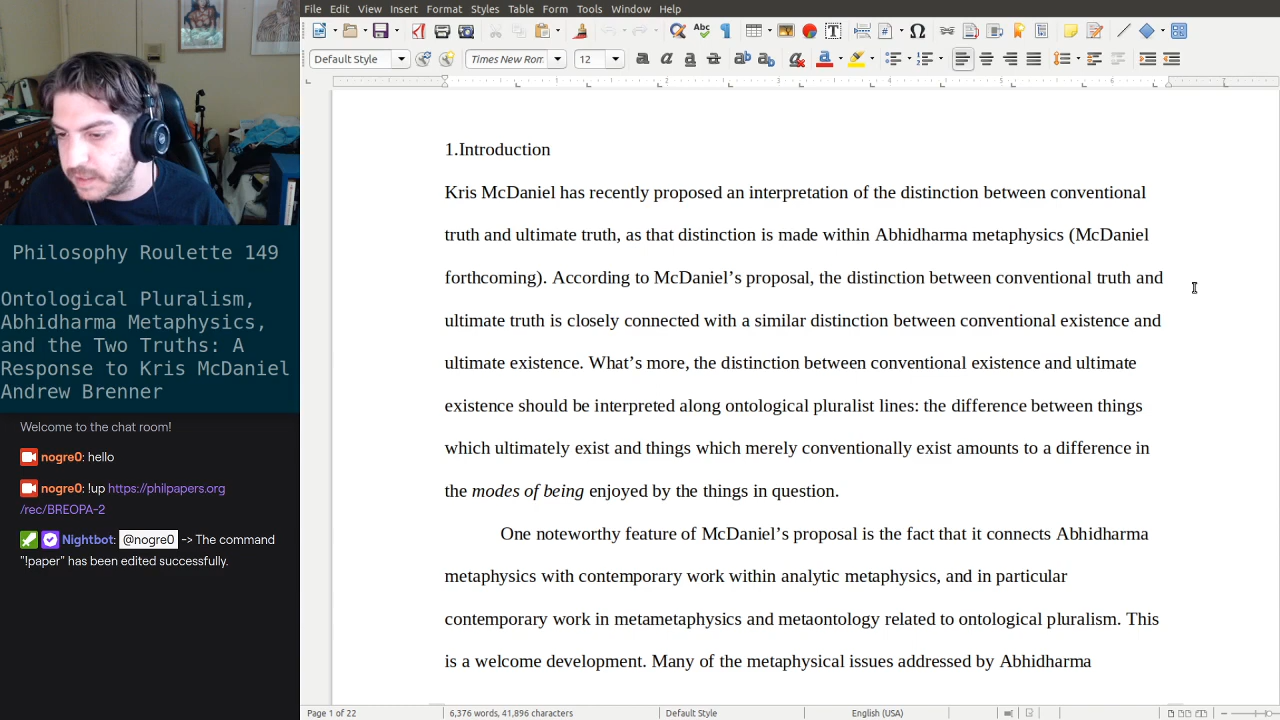 File Edit View Insert Format Styles Table Form Tools Window Help
Default Style
Times New Rom
12
1.Introduction
Kris McDaniel has recently proposed an interpretation of the distinction between conventional
truth and ultimate truth, as that distinction is made within Abhidharma metaphysics (McDaniel
forthcoming). According to McDaniel’s proposal, the distinction between conventional truth and
ultimate truth is closely connected with a similar distinction between conventional existence and
ultimate existence. What’s more, the distinction between conventional existence and ultimate
existence should be interpreted along ontological pluralist lines: the difference between things
which ultimately exist and things which merely conventionally exist amounts to a difference in
the modes of being enjoyed by the things in question.
One noteworthy feature of McDaniel’s proposal is the fact that it connects Abhidharma
metaphysics with contemporary work within analytic metaphysics, and in particular
contemporary work in metametaphysics and metaontology related to ontological pluralism. This
is a welcome development. Many of the metaphysical issues addressed by Abhidharma
Philosophy Roulette 149
Ontological Pluralism,
Abhidharma Metaphysics,
and the Two Truths: A
Response to Kris McDaniel
Andrew Brenner
Welcome to the chat room!
nogre0: hello
nogre0: !up https://philpapers.org
/rec/BREOPA-2
Nightbot: @nogre0 -> The command
"!paper" has been edited successfully.
Page 1 of 22
6,376 words, 41,896 characters
Default Style
English (USA)